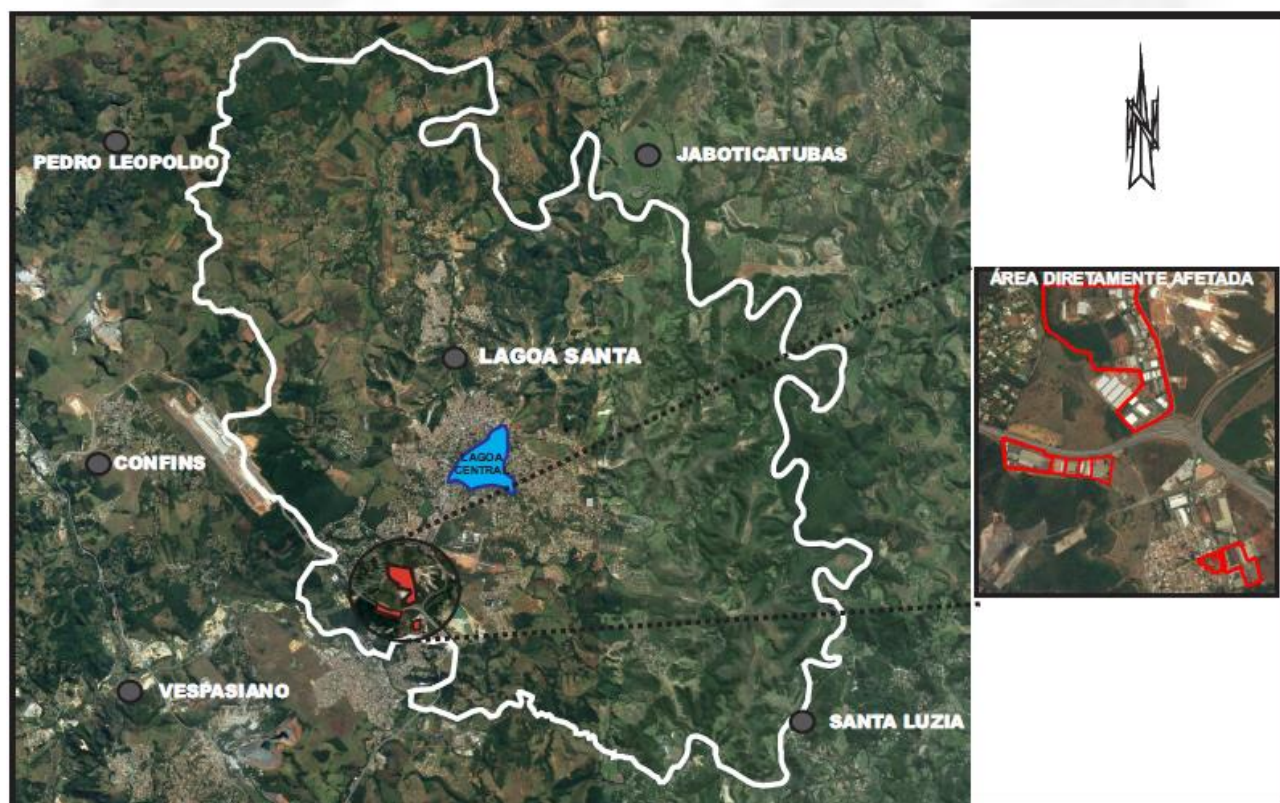 PEDRO LEOPOLDO
JABOTICATUBAS
N
ÁREA DIRETAMENTE AFETADA
LAGOA SANTA
LAGOA
CENTRAL
CONFINS
VESPASIANO
SANTA LUZIA